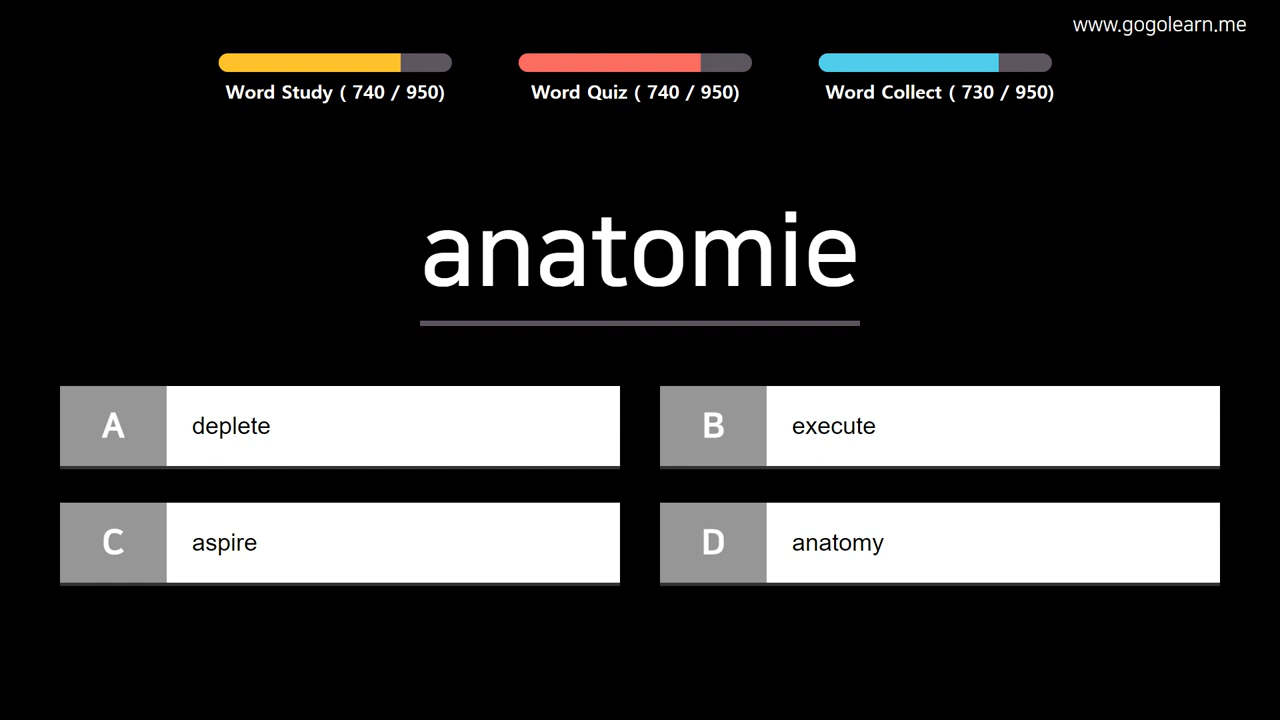 www.gogolearn.me
Word Study ( 740 / 950)
Word Quiz ( 740 / 950)
Word Collect ( 730 / 950)
anatomie
A deplete
B execute
C aspire
D anatomy